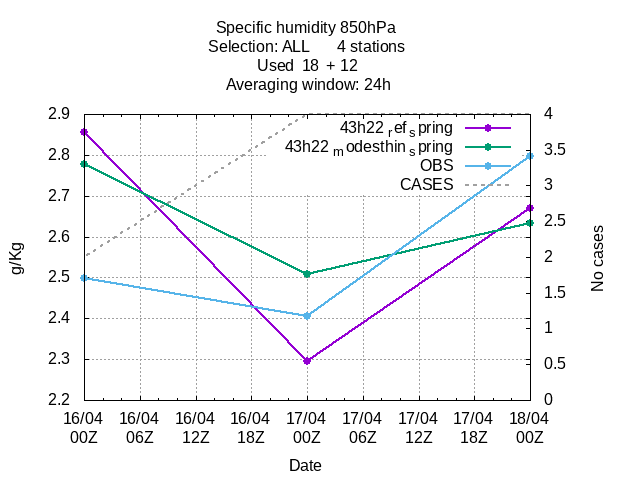 Specific humidity 850hPa
Selection: ALL 4 stations
Used 18 + 12
Averaging window: 24h
43h22 refspring
43h22 modesthinspring
OBS
CASES
2.9
2.8
2.7
2.6
2.5
2.4
2.3
2.2
g/Kg
4
3.5
3
2.5
2
1.5
1
0.5
0
No cases
16/04 16/04 16/04 16/04 17/04 17/04 17/04 17/04 18/04
00Z 06Z 12Z 18Z 00Z 06Z 12Z 18Z 00Z
Date